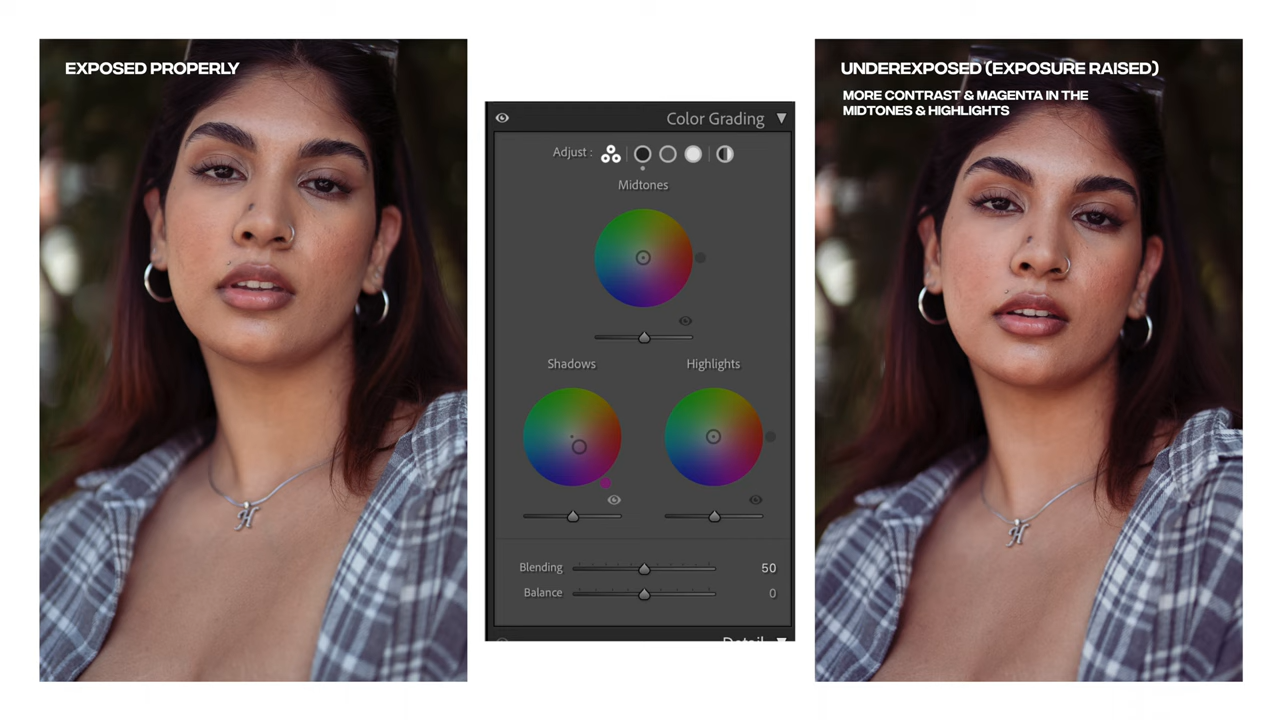 EXPOSED PROPERLY
Color Grading
Adjust :
Midtones
Shadows
Highlights
Blending
50
Balance
0
Detail
UNDEREXPOSED (EXPOSURE RAISED)
MORE CONTRAST & MAGENTA IN THE
MIDTONES & HIGHLIGHTS
H